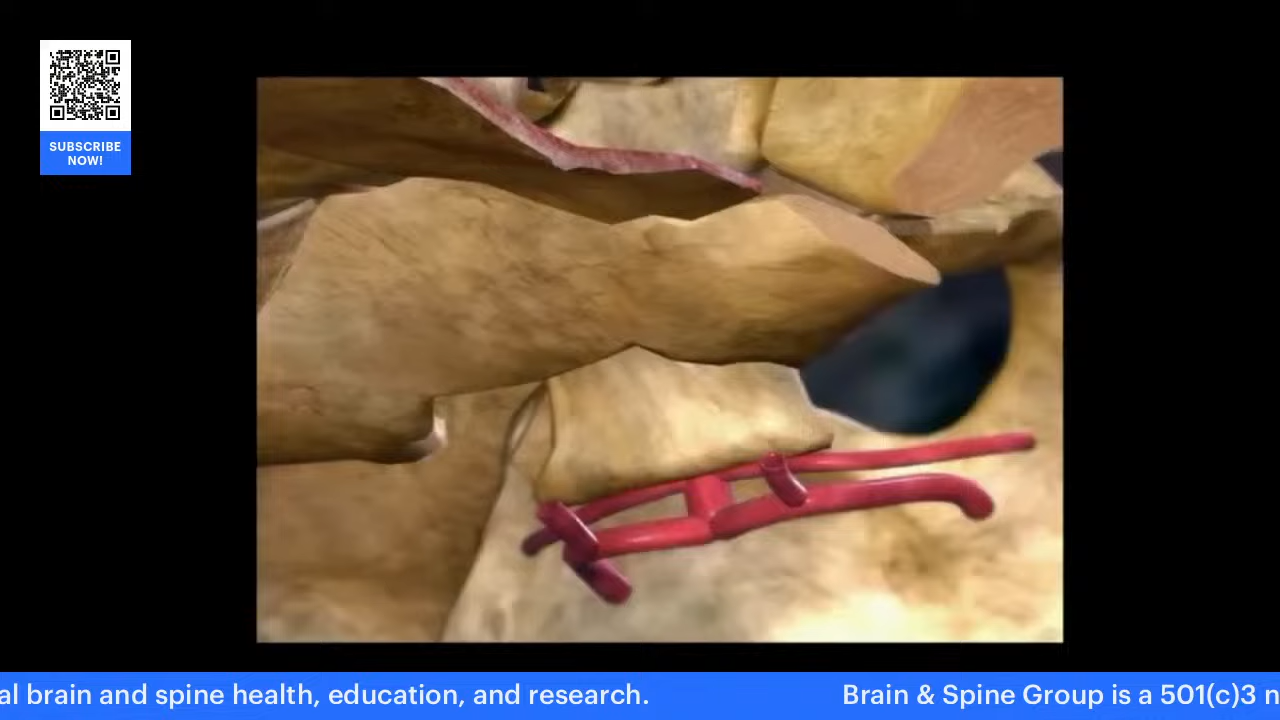 SUBSCRIBE
NOW!
al brain and spine health, education, and research.
Brain & Spine Group is a 501(c)3 n